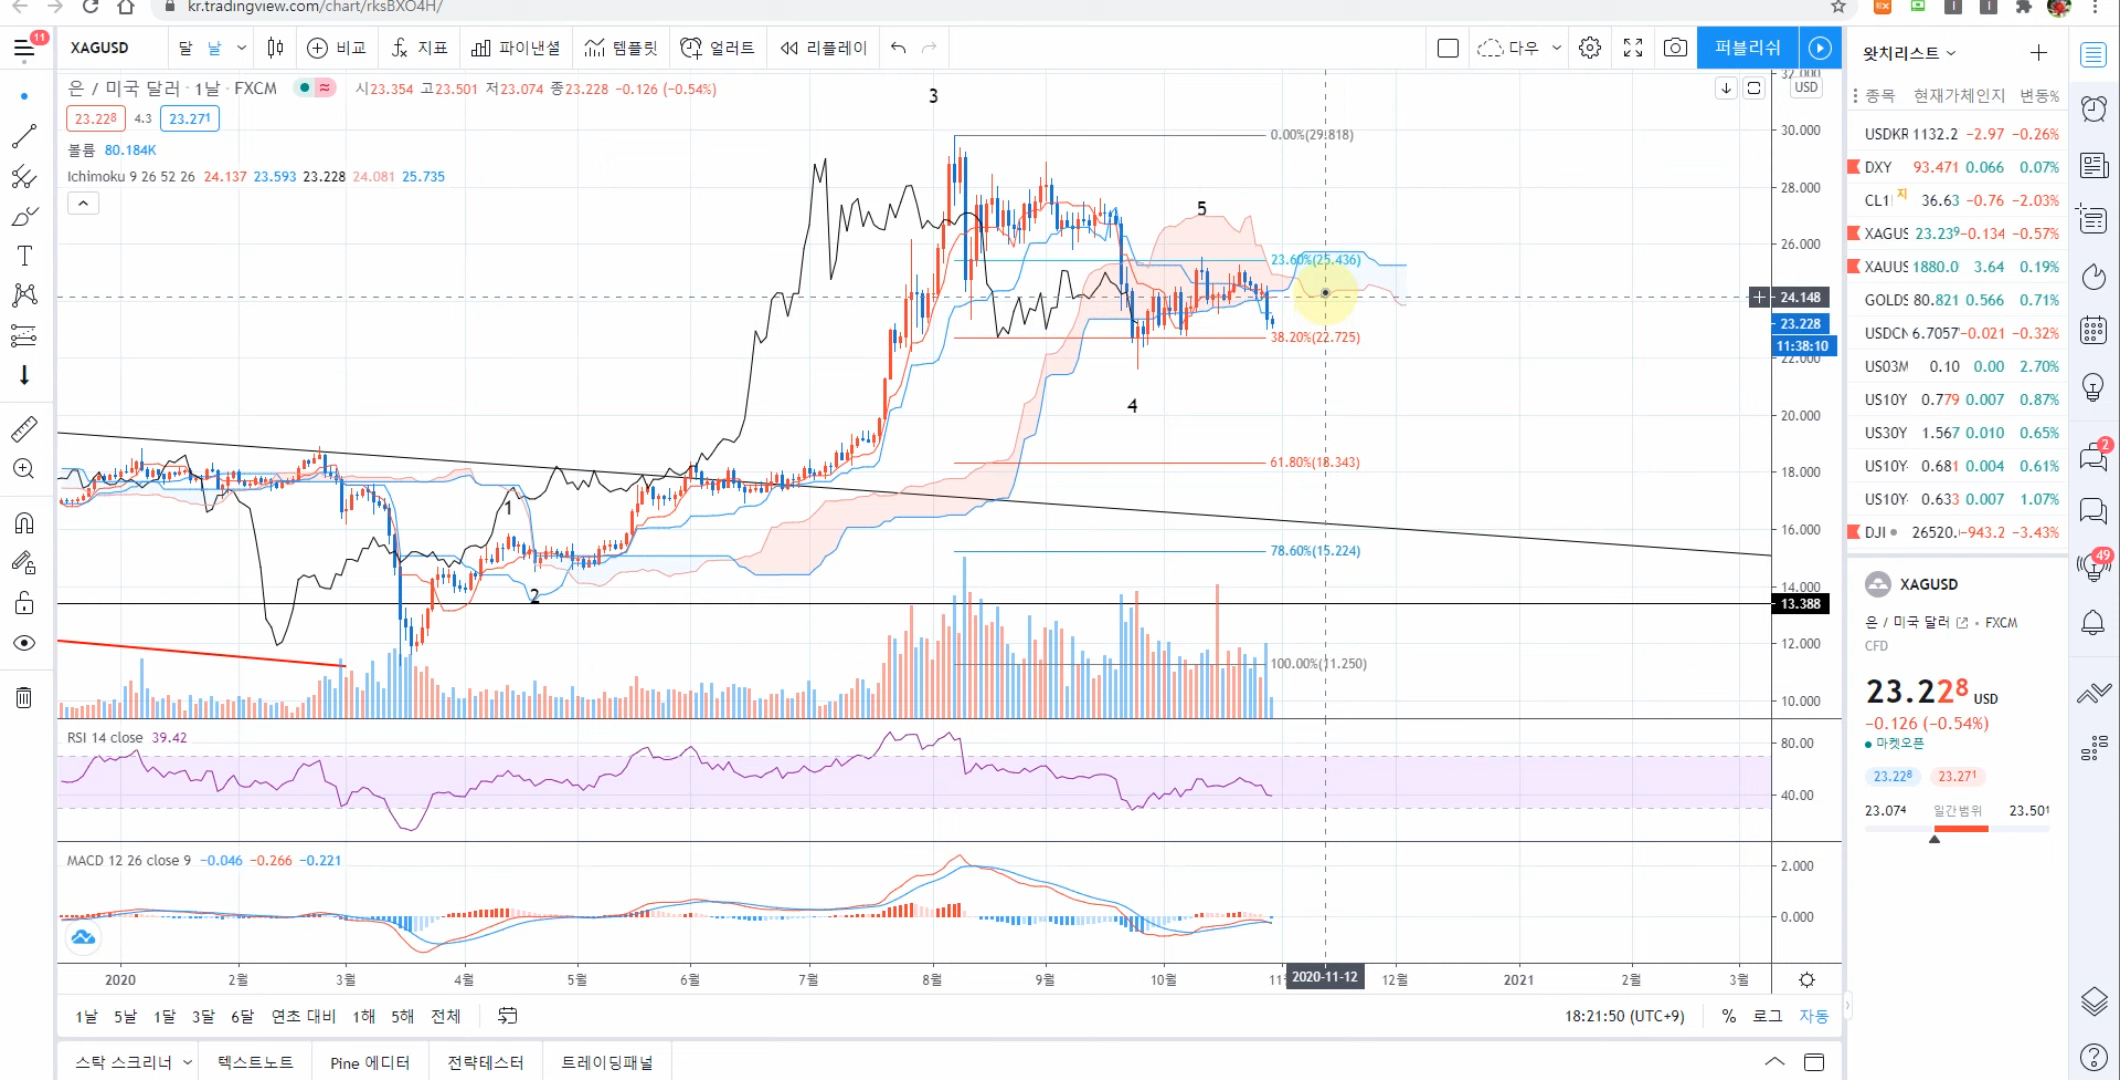 kr.tradingview.com/chart/rksBXO4H/
11
XAGUSD 달 날 비교 지표 파이낸셜 템플릿 얼러트 리플레이 다우 퍼블리쉬
은 / 미국 달러 · 1날 · FXCM 시23.354 고23.501 저23.074 종23.228 −0.126 (−0.54%)
23.228 4.3 23.271
볼륨 80.184K
Ichimoku 9 26 52 26 24.137 23.593 23.228 24.081 25.735
3
5
4
1
2
0.00%(29.818)
23.60%(25.436)
38.20%(22.725)
61.80%(18.343)
78.60%(15.224)
100.00%(11.250)
32.000
USD
30.000
28.000
26.000
24.148
23.228
11:38:10
22.000
20.000
18.000
16.000
14.000
13.388
12.000
10.000
RSI 14 close 39.42
80.00
40.00
MACD 12 26 close 9 −0.046 −0.266 −0.221
2.000
0.000
2020 2월 3월 4월 5월 6월 7월 8월 9월 10월 11 2020-11-12 12월 2021 2월 3월
1날 5날 1달 3달 6달 연초 대비 1해 5해 전체 18:21:50 (UTC+9) % 로그 자동
스탁 스크리너 텍스트노트 Pine 에디터 전략테스터 트레이딩패널
왓치리스트
종목 현재가 체인지 변동%
USDKR 1132.2 −2.97 −0.26%
DXY 93.471 0.066 0.07%
CL1! 지 36.63 −0.76 −2.03%
XAGUS 23.239 −0.134 −0.57%
XAUUS 1880.0 3.64 0.19%
GOLDS 80.821 0.566 0.71%
USDCN 6.7057 −0.021 −0.32%
US03M 0.10 0.00 2.70%
US10Y 0.779 0.007 0.87%
US30Y 1.567 0.010 0.65%
US10Y- 0.681 0.004 0.61%
US10Y- 0.633 0.007 1.07%
DJI 26520. −943.2 −3.43%
XAGUSD
은 / 미국 달러 • FXCM
CFD
23.228 USD
−0.126 (−0.54%)
마켓오픈
23.228 23.271
23.074 일간범위 23.501
2
49